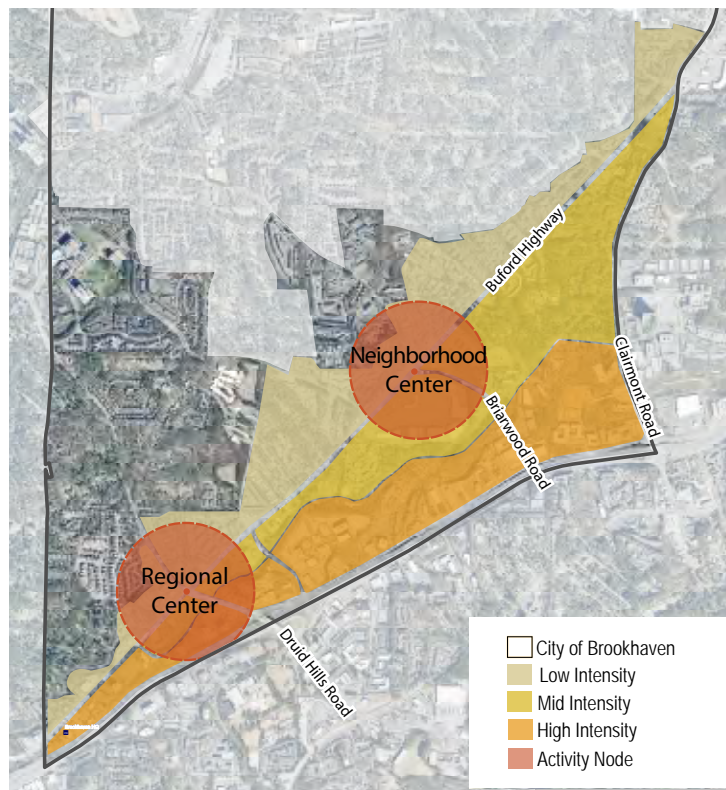 Buford Highway
Neighborhood
Center
Clairmont Road
Briarwood Road
Regional
Center
Druid Hills Road
City of Brookhaven
Low Intensity
Mid Intensity
High Intensity
Activity Node